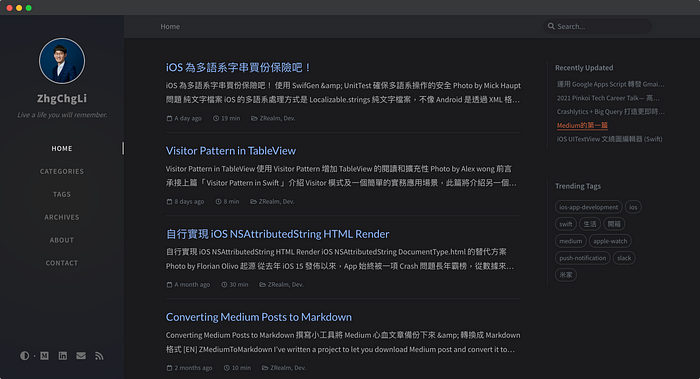 ZhgChgLi
Live a life you will remember.
HOME
CATEGORIES
TAGS
ARCHIVES
ABOUT
CONTACT
Home
Search...
iOS 為多語系字串買份保險吧！
iOS 為多語系字串買份保險吧！ 使用 SwifGen &amp; UnitTest 確保多語系操作的安全 Photo by Mick Haupt
問題 純文字檔案 iOS 的多語系處理方式是 Localizable.strings 純文字檔案，不像 Android 是透過 XML 格...
A day ago 19 min ZRealm, Dev.
Visitor Pattern in TableView
Visitor Pattern in TableView 使用 Visitor Pattern 增加 TableView 的閱讀和擴充性 Photo by Alex wong 前言
承接上篇「 Visitor Pattern in Swift 」介紹 Visitor 模式及一個簡單的實務應用場景，此篇將介紹另一個...
8 days ago 8 min ZRealm, Dev.
自行實現 iOS NSAttributedString HTML Render
自行實現 iOS NSAttributedString HTML Render iOS NSAttributedString DocumentType.html 的替代方案
Photo by Florian Olivo 起源 從去年 iOS 15 發佈以來，App 始終被一項 Crash 問題長年霸榜，從數據來...
A month ago 30 min ZRealm, Dev.
Converting Medium Posts to Markdown
Converting Medium Posts to Markdown 撰寫小工具將 Medium 心血文章備份下來 &amp; 轉換成 Markdown
格式 [EN] ZMediumToMarkdown I've written a project to let you download Medium post and convert it to...
2 months ago 10 min ZRealm, Dev.
Recently Updated
運用 Google Apps Script 轉發 Gmai...
2021 Pinkoi Tech Career Talk— 高...
Crashlytics + Big Query 打造更即時...
Medium的第一篇
iOS UITextView 文繞圖編輯器 (Swift)
Trending Tags
ios-app-development ios
swift 生活 開箱
medium apple-watch
push-notification slack
米家